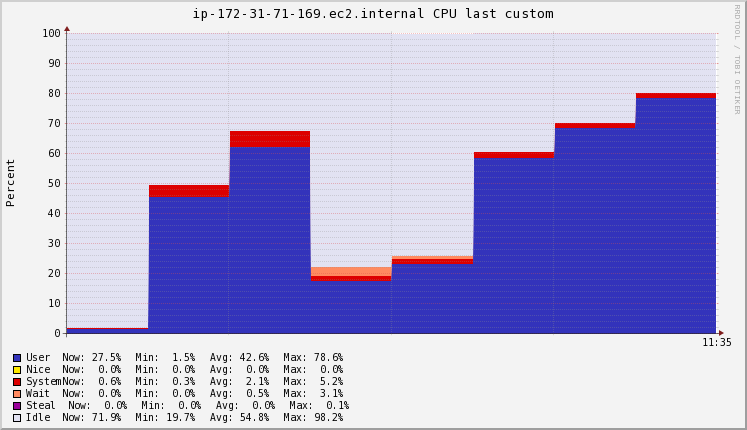 ip-172-31-71-169.ec2.internal CPU last custom
RRDTOOL / TOBI OETIKER
Percent
100
90
80
70
60
50
40
30
20
10
0
11:35
User Now: 27.5% Min: 1.5% Avg: 42.6% Max: 78.6%
Nice Now: 0.0% Min: 0.0% Avg: 0.0% Max: 0.0%
System Now: 0.6% Min: 0.3% Avg: 2.1% Max: 5.2%
Wait Now: 0.0% Min: 0.0% Avg: 0.5% Max: 3.1%
Steal Now: 0.0% Min: 0.0% Avg: 0.0% Max: 0.1%
Idle Now: 71.9% Min: 19.7% Avg: 54.8% Max: 98.2%